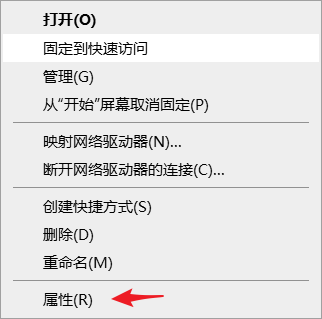 打开(O)
固定到快速访问
管理(G)
从“开始”屏幕取消固定(P)
映射网络驱动器(N)...
断开网络驱动器的连接(C)...
创建快捷方式(S)
删除(D)
重命名(M)
属性(R)